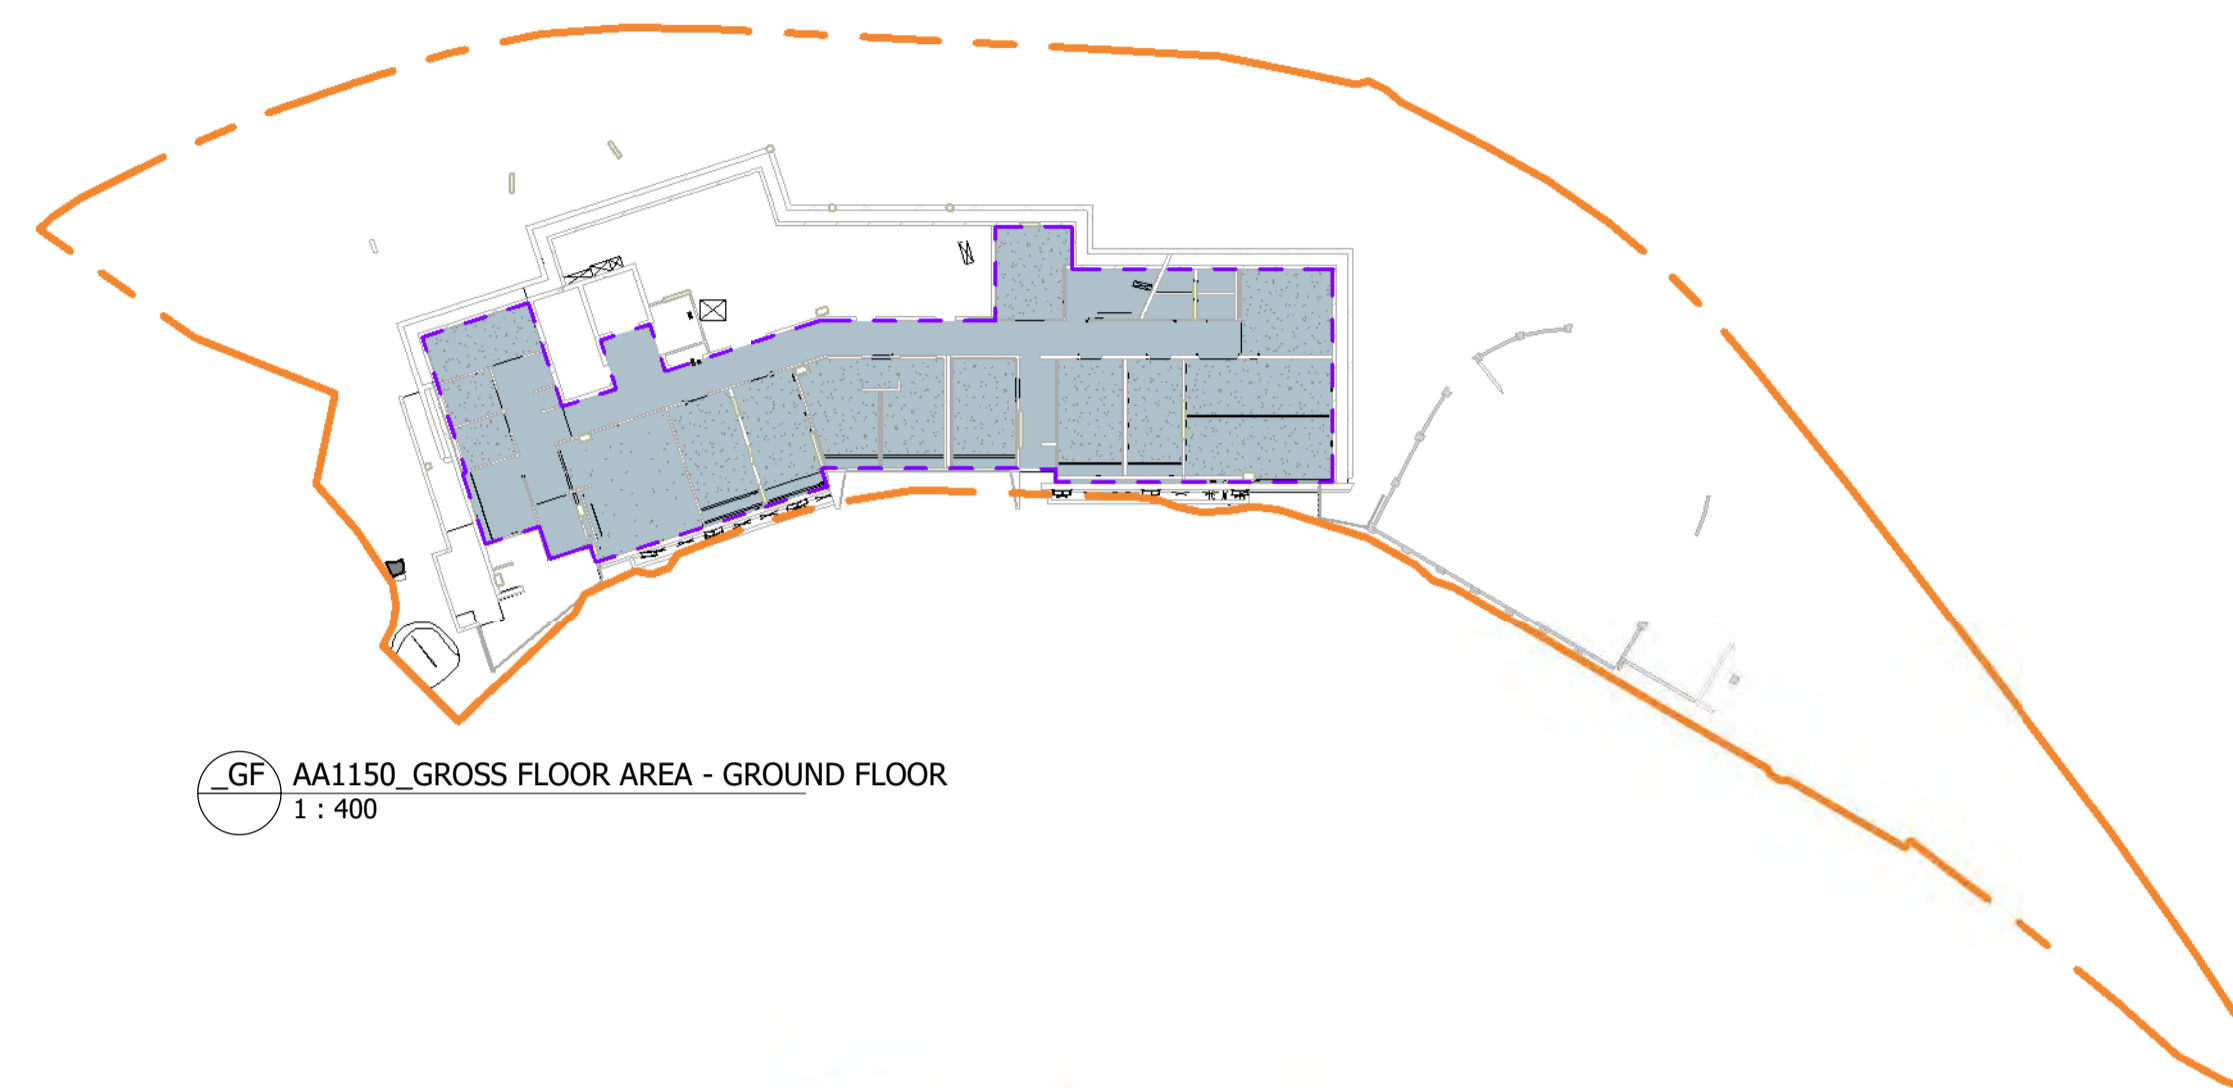 _GF AA1150_GROSS FLOOR AREA - GROUND FLOOR
1 : 400